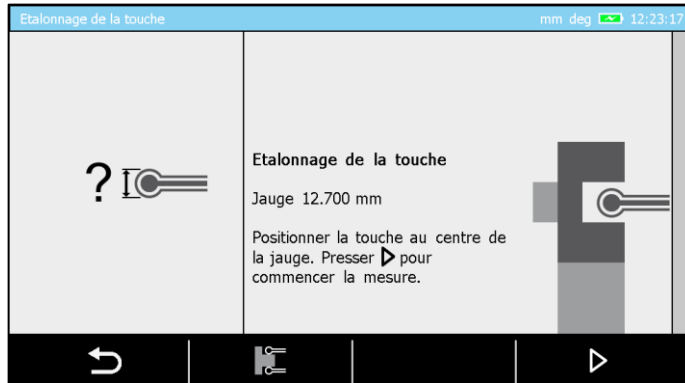 Etalonnage de la touche
mm deg 12:23:17
?
Etalonnage de la touche
Jauge 12.700 mm
Positionner la touche au centre de
la jauge. Presser pour
commencer la mesure.